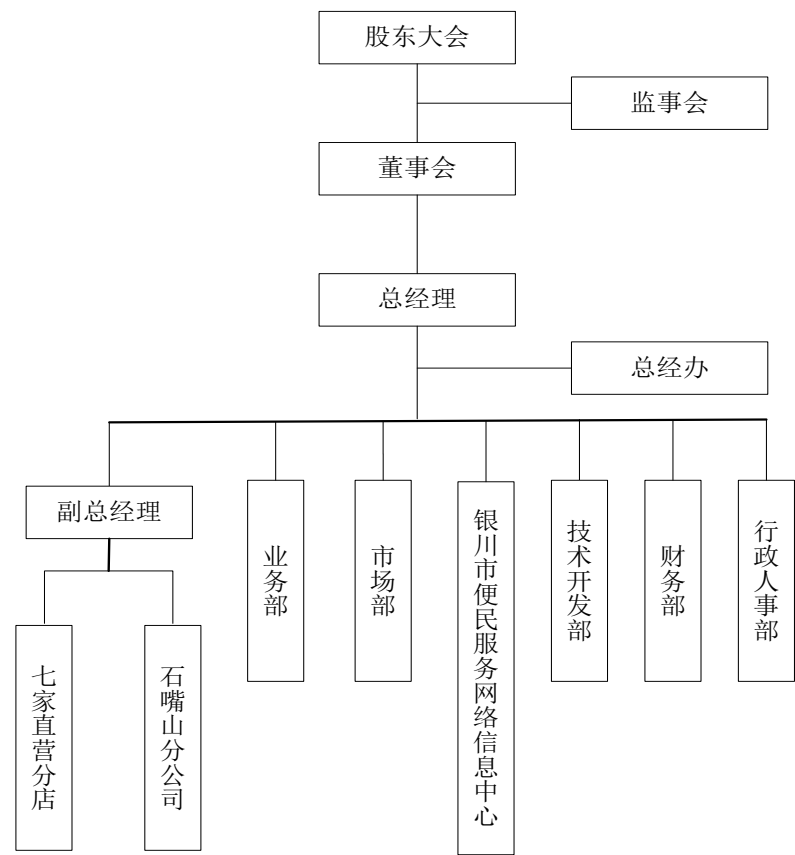 股东大会
监事会
董事会
总经理
总经办
副总经理
业务部
市场部
银川市便民服务网络信息中心
技术开发部
财务部
行政人事部
七家直营分店
石嘴山分公司